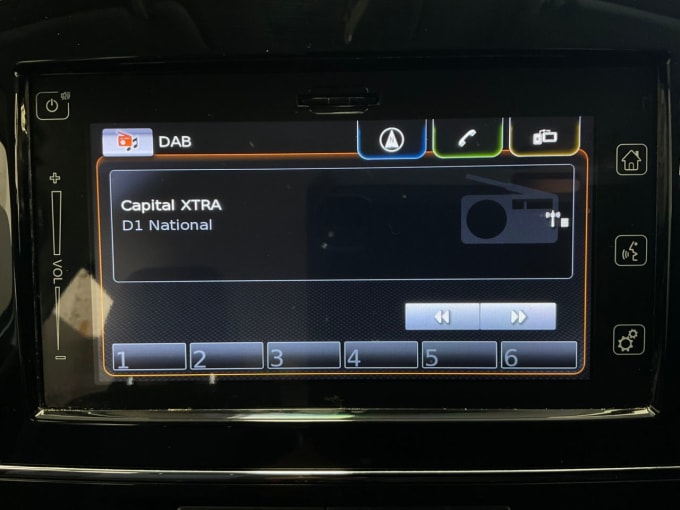 DAB
Capital XTRA
D1 National
+
VOL
-
1 2 3 4 5 6